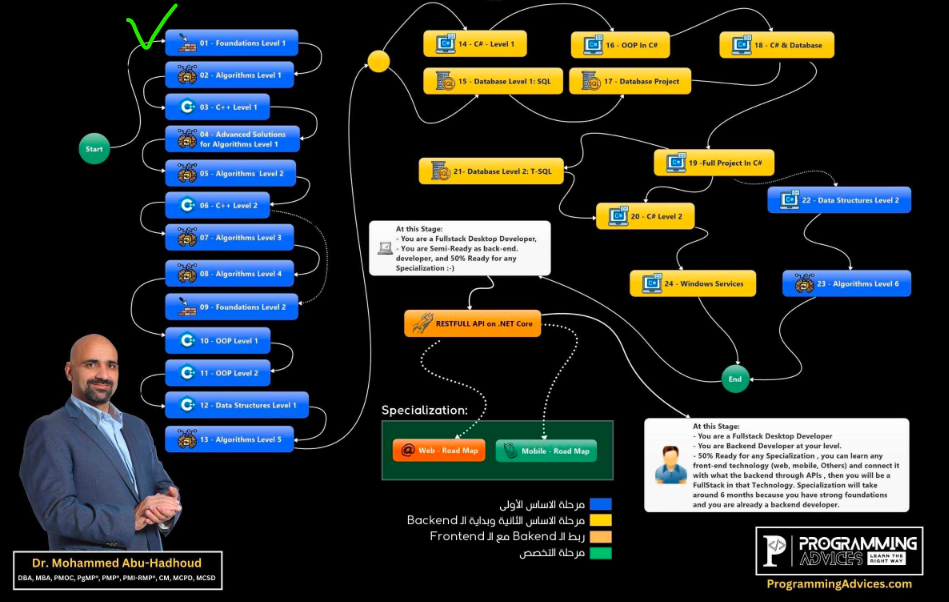 Start
01 - Foundations Level 1
02 - Algorithms Level 1
03 - C++ Level 1
04 - Advanced Solutions
for Algorithms Level 1
05 - Algorithms Level 2
06 - C++ Level 2
07 - Algorithms Level 3
08 - Algorithms Level 4
09 - Foundations Level 2
10 - OOP Level 1
11 - OOP Level 2
12 - Data Structures Level 1
13 - Algorithms Level 5
14 - C# - Level 1
16 - OOP In C#
18 - C# & Database
15 - Database Level 1: SQL
17 - Database Project
19 -Full Project In C#
21- Database Level 2: T-SQL
22 - Data Structures Level 2
20 - C# Level 2
At this Stage:
- You are a Fullstack Desktop Developer,
- You are Semi-Ready as back-end.
developer, and 50% Ready for any
Specialization :-)
24 - Windows Services
23 - Algorithms Level 6
RESTFULL API on .NET Core
End
Specialization:
Web - Road Map
Mobile - Road Map
At this Stage:
- You are a Fullstack Desktop Developer
- You are Backend Developer at your level.
- 50% Ready for any Specialization , you can learn any
front-end technology (web, mobile, Others) and connect it
with what the backend through APIs , then you will be a
FullStack in that Technology. Specialization will take
around 6 months because you have strong foundations
and you are already a backend developer.
مرحلة الاساس الأولى
مرحلة الاساس الثانية وبداية الـ Backend
ربط الـ Bakend مع الـ Frontend
مرحلة التخصص
Dr. Mohammed Abu-Hadhoud
DBA, MBA, PMOC, PgMP®, PMP®, PMI-RMP®, CM, MCPD, MCSD
PROGRAMMING
ADVICES LEARN THE
RIGHT WAY
ProgrammingAdvices.com